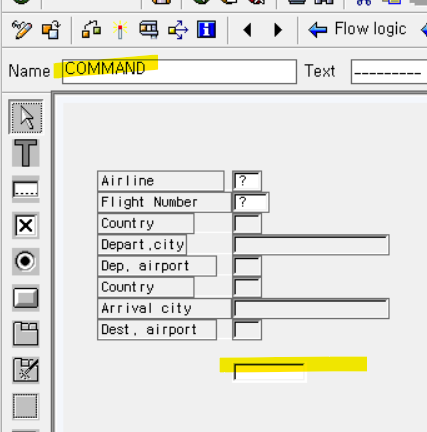 Flow logic
Name COMMAND Text ---------
Airline ?
Flight Number ?
Country
Depart.city
Dep. airport
Country
Arrival city
Dest. airport